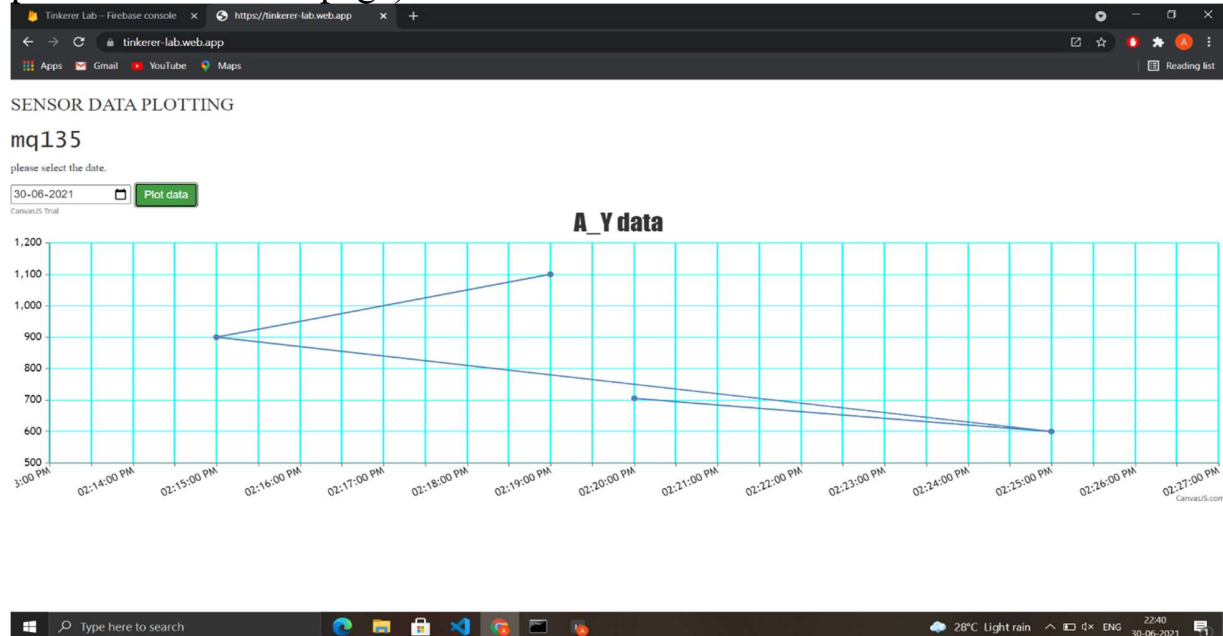 Tinkerer Lab – Firebase console
https://tinkerer-lab.web.app
tinkerer-lab.web.app
A
Apps Gmail YouTube Maps
Reading list
SENSOR DATA PLOTTING
mq135
please select the date.
30-06-2021 Plot data
CanvasJS Trial
A_Y data
1,200
1,100
1,000
900
800
700
600
500
3:00 PM 02:14:00 PM 02:15:00 PM 02:16:00 PM 02:17:00 PM 02:18:00 PM 02:19:00 PM 02:20:00 PM 02:21:00 PM 02:22:00 PM 02:23:00 PM 02:24:00 PM 02:25:00 PM 02:26:00 PM 02:27:00 PM
CanvasJS.com
Type here to search
28°C Light rain ENG 22:40
30-06-2021